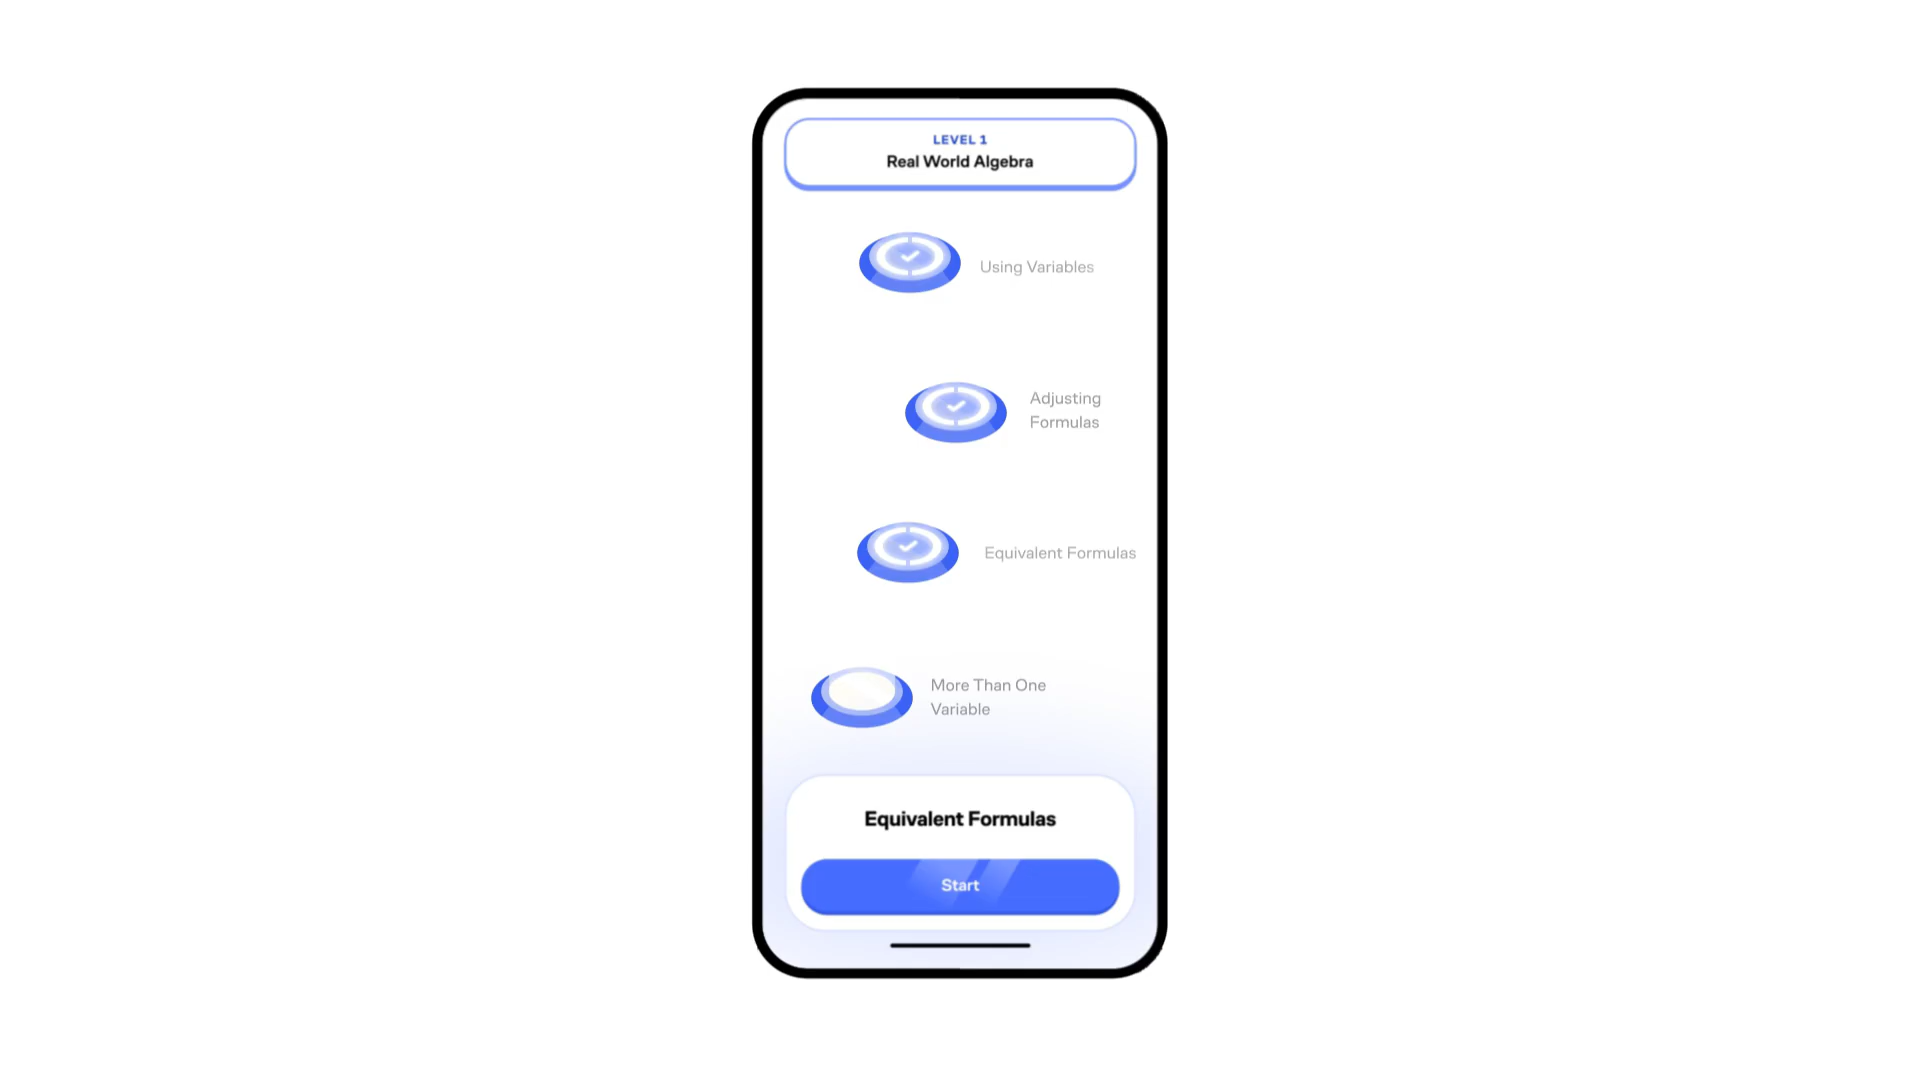 LEVEL 1
Real World Algebra
Using Variables
Adjusting
Formulas
Equivalent Formulas
More Than One
Variable
Equivalent Formulas
Start